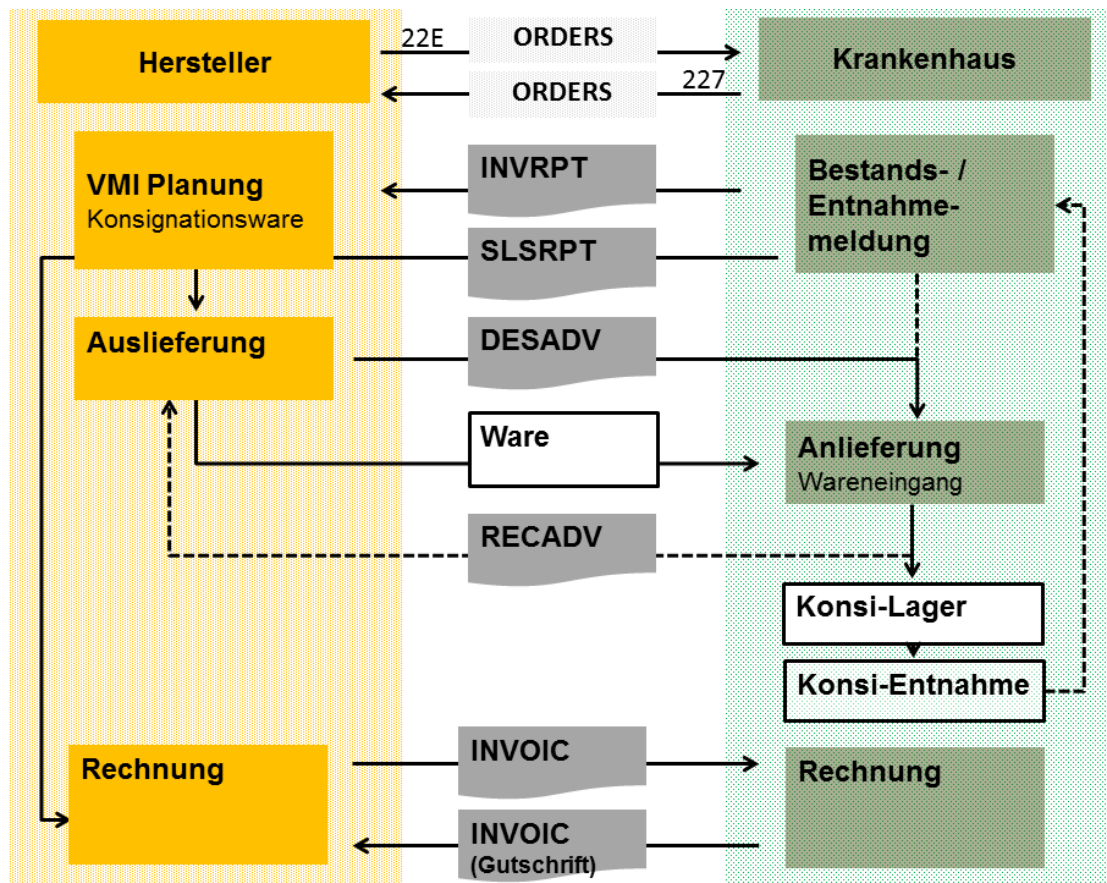 Hersteller
22E
ORDERS
Krankenhaus
ORDERS
227
VMI Planung
Konsignationsware
INVRPT
Bestands- /
Entnahme-
meldung
SLSRPT
Auslieferung
DESADV
Ware
Anlieferung
Wareneingang
RECADV
Konsi-Lager
Konsi-Entnahme
Rechnung
INVOIC
Rechnung
INVOIC
(Gutschrift)